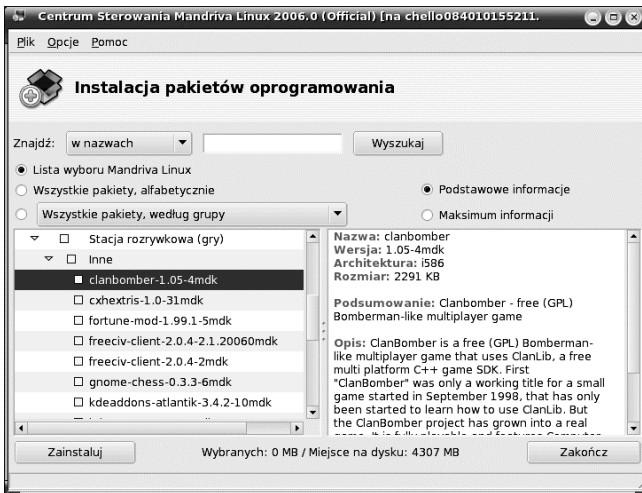 Centrum Sterowania Mandriva Linux 2006.0 (Official) [na chello084010155211.
Plik Opcje Pomoc
Instalacja pakietów oprogramowania
Znajdź: w nazwach Wyszukaj
Lista wyboru Mandriva Linux
Wszystkie pakiety, alfabetycznie
Podstawowe informacje
Wszystkie pakiety, według grupy
Maksimum informacji
Stacja rozrywkowa (gry)
Inne
clanbomber-1.05-4mdk
cxhextris-1.0-31mdk
fortune-mod-1.99.1-5mdk
freeciv-client-2.0.4-2.1.20060mdk
freeciv-client-2.0.4-2mdk
gnome-chess-0.3.3-6mdk
kdeaddons-atlantik-3.4.2-10mdk
Nazwa: clanbomber
Wersja: 1.05-4mdk
Architektura: i586
Rozmiar: 2291 KB
Podsumowanie: Clanbomber - free (GPL)
Bomberman-like multiplayer game
Opis: ClanBomber is a free (GPL) Bomberman-
like multiplayer game that uses ClanLib, a free
multi platform C++ game SDK. First
"ClanBomber" was only a working title for a small
game started in September 1998, that has only
been started to learn how to use ClanLib. But
the ClanBomber project has grown into a real
game. It is fully playable and features Computer
Zainstaluj
Wybranych: 0 MB / Miejsce na dysku: 4307 MB
Zakończ